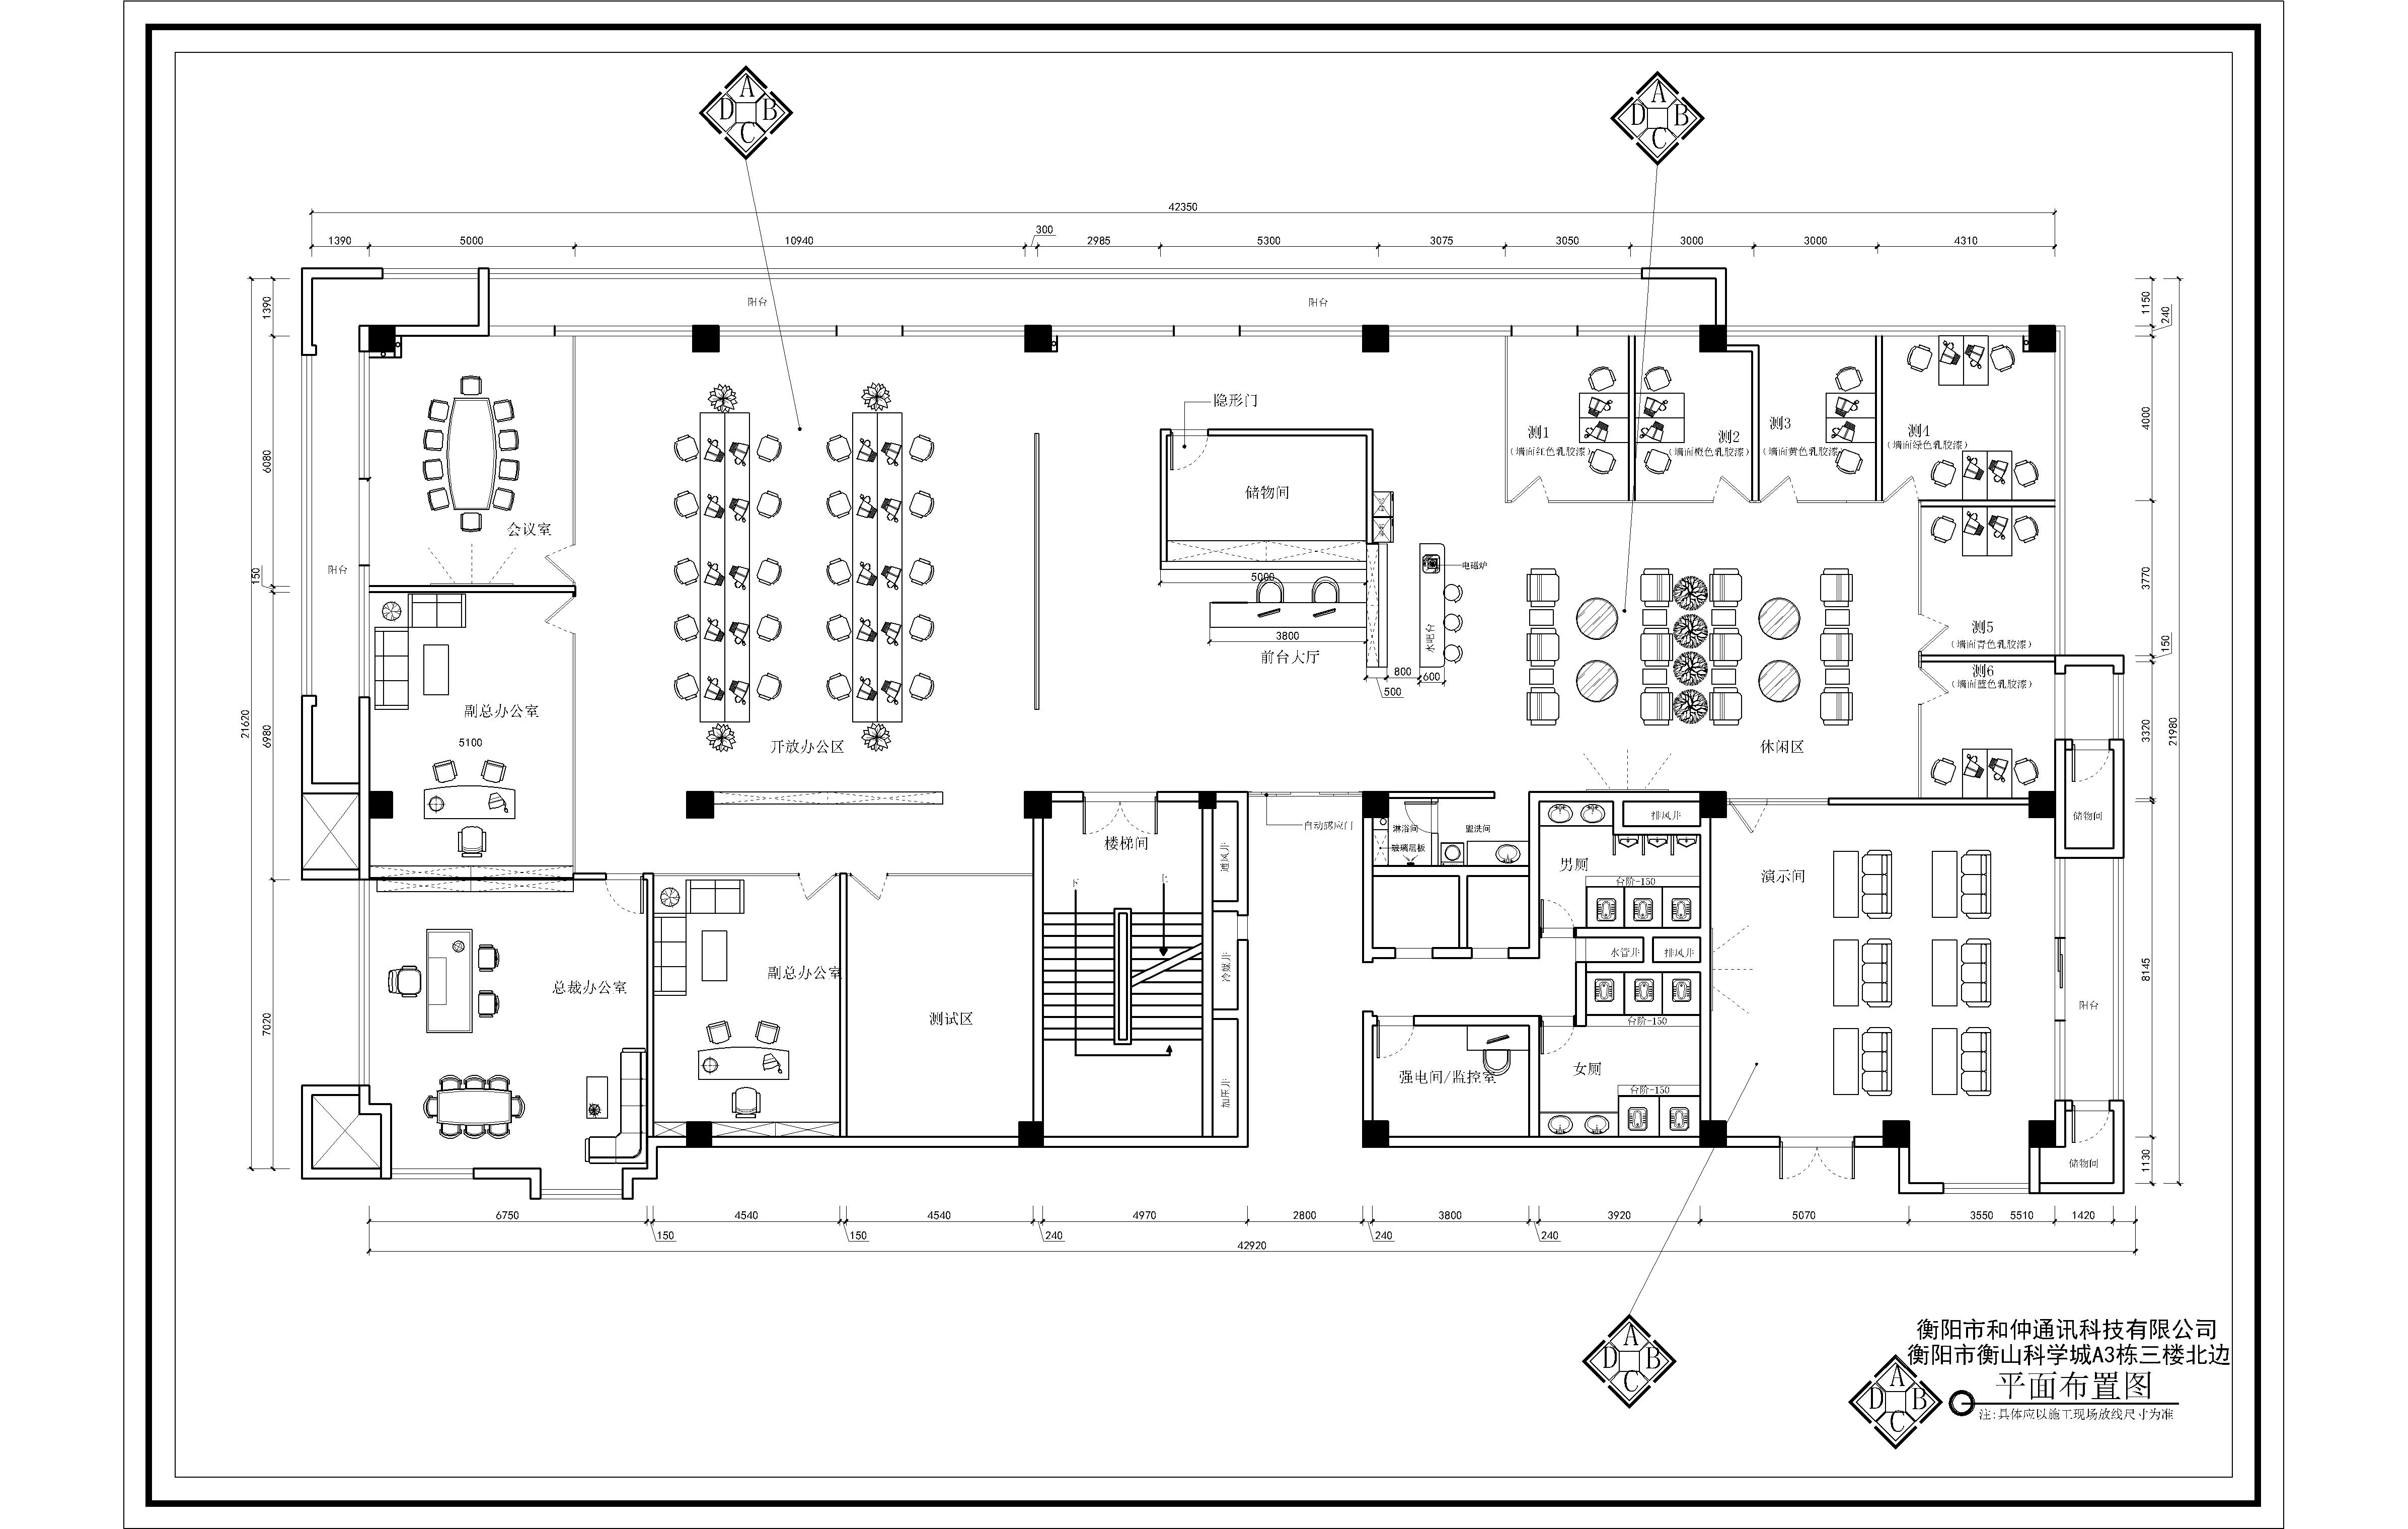 A
D B
C
A
D B
C
42350
1390 5000 10940 300 2985 5300 3075 3050 3000 3000 4310
阳台 阳台
1390
6080
150
6980
7020
21620
1150
240
4000
3770
150
3320
8145
1130
21980
隐形门
储物间
测1
（墙面红色乳胶漆）
测2
（墙面橙色乳胶漆）
测3
（墙面黄色乳胶漆）
测4
（墙面绿色乳胶漆）
会议室
阳台
5000
电磁炉
3800
前台大厅
水吧台
800
600
500
测5
（墙面青色乳胶漆）
测6
（墙面蓝色乳胶漆）
副总办公室
5100
开放办公区
休闲区
自动感应门
楼梯间
下
上
通风井
冷媒井
加压井
淋浴间
玻璃层板
盥洗间
排风井
男厕
台阶-150
水管井
排风井
台阶-150
女厕
台阶-150
强电间/监控室
演示间
储物间
阳台
储物间
总裁办公室
副总办公室
测试区
6750 150 4540 150 4540 240 4970 2800 240 3800 240 3920 5070 3550 5510 1420
42920
A
D B
C
衡阳市和仲通讯科技有限公司
衡阳市衡山科学城A3栋三楼北边
平面布置图
注:具体应以施工现场放线尺寸为准
A
D B
C